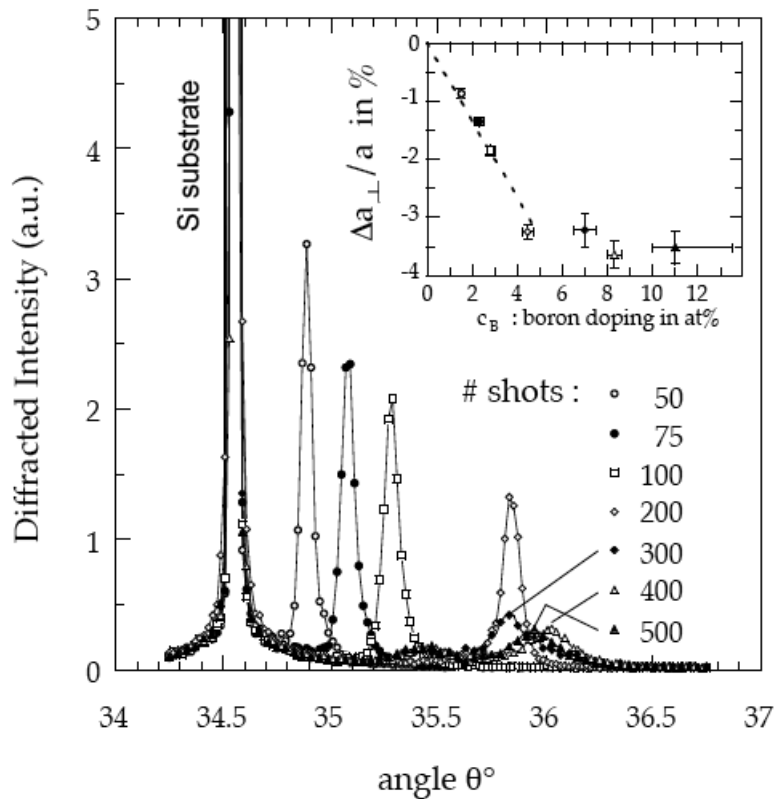 5
4
3
2
1
0
Diffracted Intensity (a.u.)
Si substrate
0
-1
-2
-3
-4
Δa⊥/a in %
0 2 4 6 8 10 12
c_B : boron doping in at%
# shots :
50
75
100
200
300
400
500
34 34.5 35 35.5 36 36.5 37
angle θ°